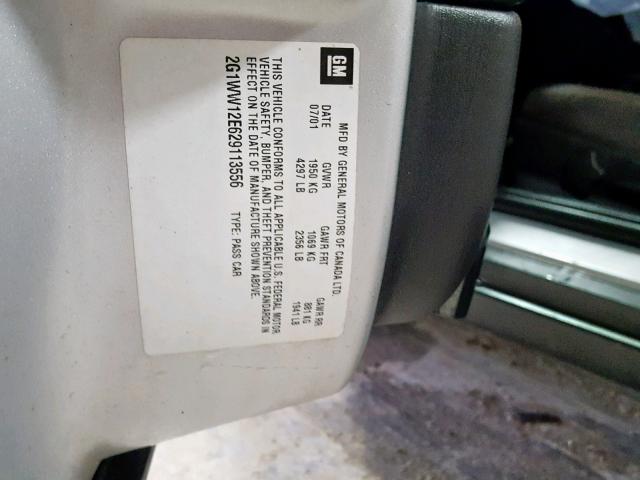 GM
MFD BY GENERAL MOTORS OF CANADA LTD.
DATE GVWR GAWR FRT GAWR RR
07/01 1950 KG 1069 KG 881 KG
4297 LB 2356 LB 1941 LB
THIS VEHICLE CONFORMS TO ALL APPLICABLE U.S. FEDERAL MOTOR
VEHICLE SAFETY, BUMPER, AND THEFT PREVENTION STANDARDS IN
EFFECT ON THE DATE OF MANUFACTURE SHOWN ABOVE.
2G1WW12E629113556 TYPE: PASS CAR